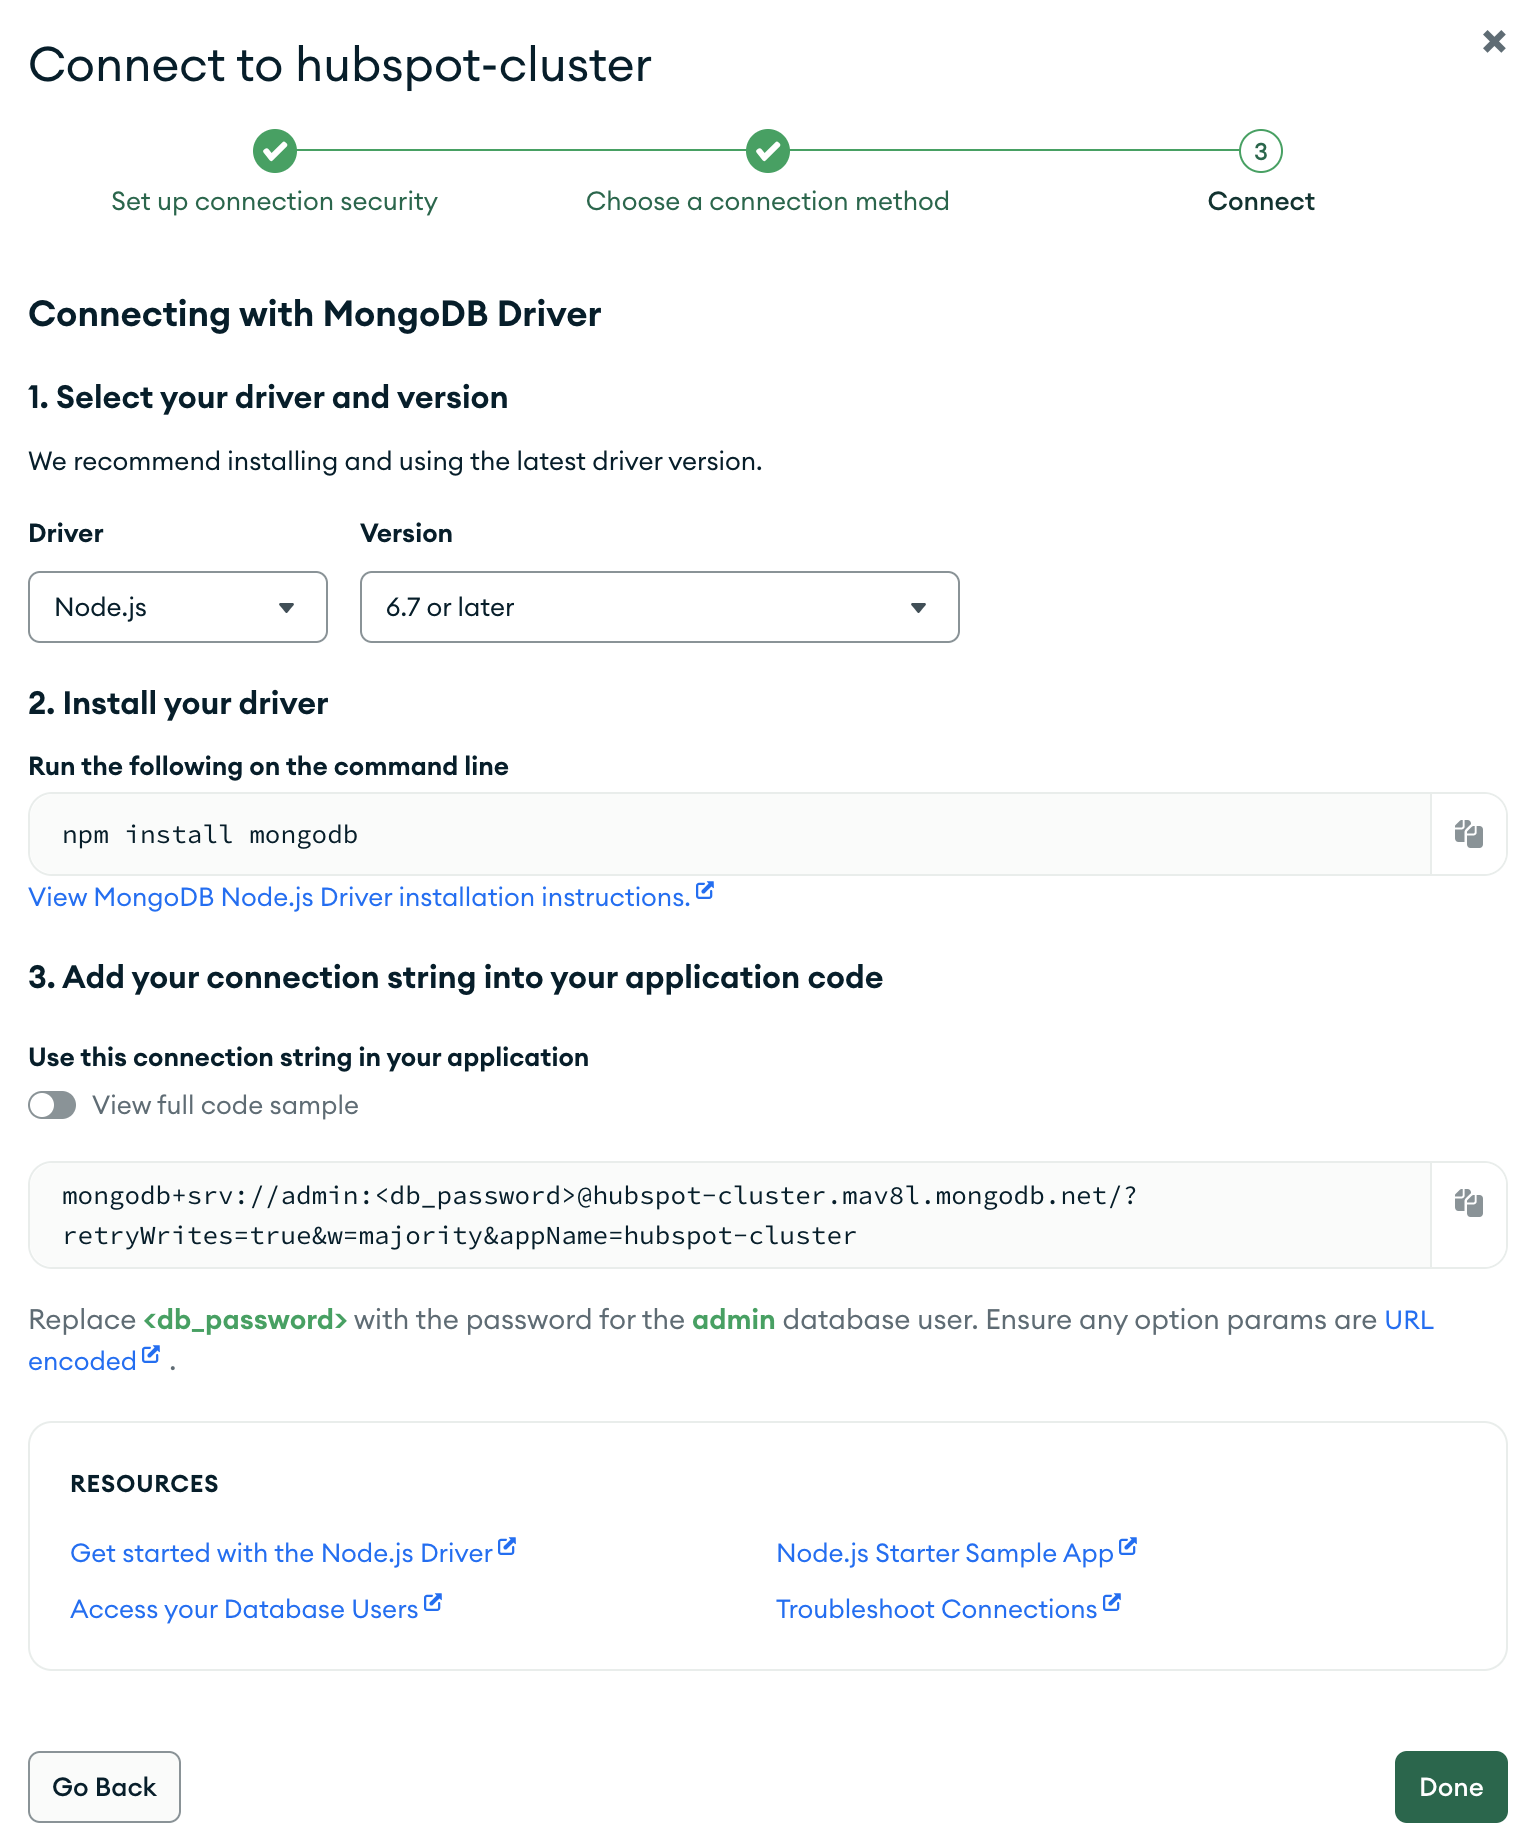 Connect to hubspot-cluster
3
Set up connection security
Choose a connection method
Connect
Connecting with MongoDB Driver
1. Select your driver and version
We recommend installing and using the latest driver version.
Driver
Version
Node.js
6.7 or later
2. Install your driver
Run the following on the command line
npm install mongodb
View MongoDB Node.js Driver installation instructions.
3. Add your connection string into your application code
Use this connection string in your application
View full code sample
mongodb+srv://admin:<db_password>@hubspot-cluster.mav8l.mongodb.net/?
retryWrites=true&w=majority&appName=hubspot-cluster
Replace <db_password> with the password for the admin database user. Ensure any option params are URL
encoded .
RESOURCES
Get started with the Node.js Driver
Node.js Starter Sample App
Access your Database Users
Troubleshoot Connections
Go Back
Done